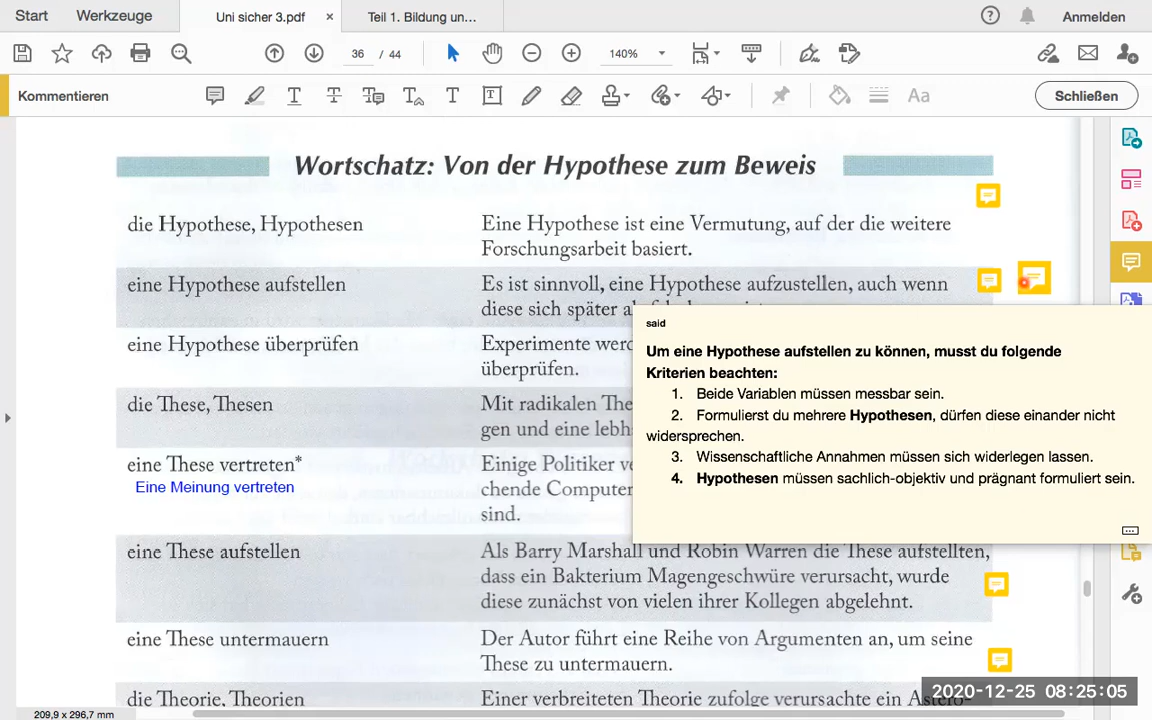 Start Werkzeuge Uni sicher 3.pdf × Teil 1. Bildung un... Anmelden
36 / 44 140%
Kommentieren Aa Schließen
Wortschatz: Von der Hypothese zum Beweis
die Hypothese, Hypothesen Eine Hypothese ist eine Vermutung, auf der die weitere
Forschungsarbeit basiert.
eine Hypothese aufstellen Es ist sinnvoll, eine Hypothese aufzustellen, auch wenn
diese sich später
eine Hypothese überprüfen Experimente
überprüfen.
die These, Thesen Mit radikalen
gen und eine
eine These vertreten* Einige Politiker
Eine Meinung vertreten
chende
sind.
said
Um eine Hypothese aufstellen zu können, musst du folgende
Kriterien beachten:
1. Beide Variablen müssen messbar sein.
2. Formulierst du mehrere Hypothesen, dürfen diese einander nicht
widersprechen.
3. Wissenschaftliche Annahmen müssen sich widerlegen lassen.
4. Hypothesen müssen sachlich-objektiv und prägnant formuliert sein.
eine These aufstellen Als Barry Marshall und Robin Warren die These aufstellten,
dass ein Bakterium Magengeschwüre verursacht, wurde
diese zunächst von vielen ihrer Kollegen abgelehnt.
eine These untermauern Der Autor führt eine Reihe von Argumenten an, um seine
These zu untermauern.
die Theorie, Theorien Einer verbreiteten Theorie zufolge verursachte ein
2020-12-25 08:25:05
209,9 x 296,7 mm